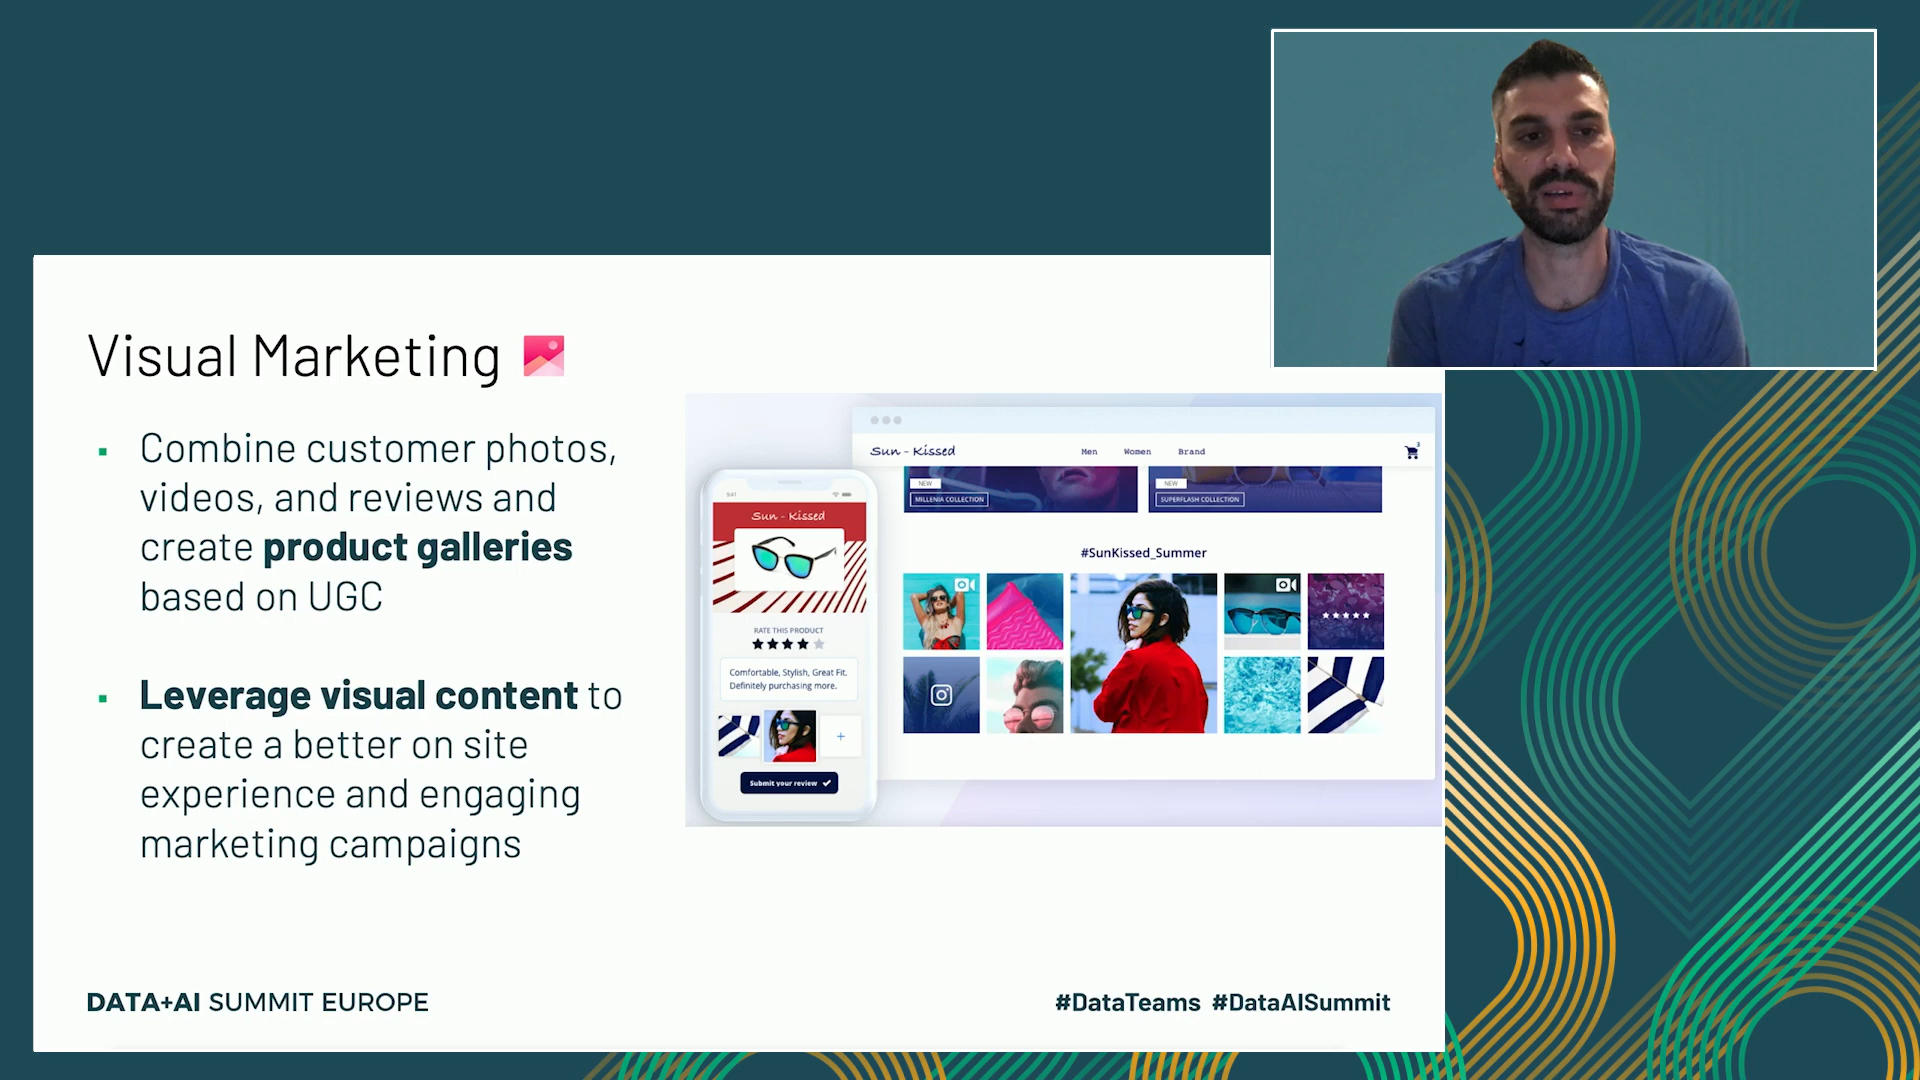 Visual Marketing
Combine customer photos,
videos, and reviews and
create product galleries
based on UGC
Leverage visual content to
create a better on site
experience and engaging
marketing campaigns
Sun - Kissed
Men Women Brand
3
NEW
MILLENIA COLLECTION
NEW
SUPERFLASH COLLECTION
#SunKissed_Summer
9:41
Sun - Kissed
RATE THIS PRODUCT
Comfortable, Stylish, Great Fit.
Definitely purchasing more.
+
Submit your review
DATA+AI SUMMIT EUROPE
#DataTeams #DataAISummit